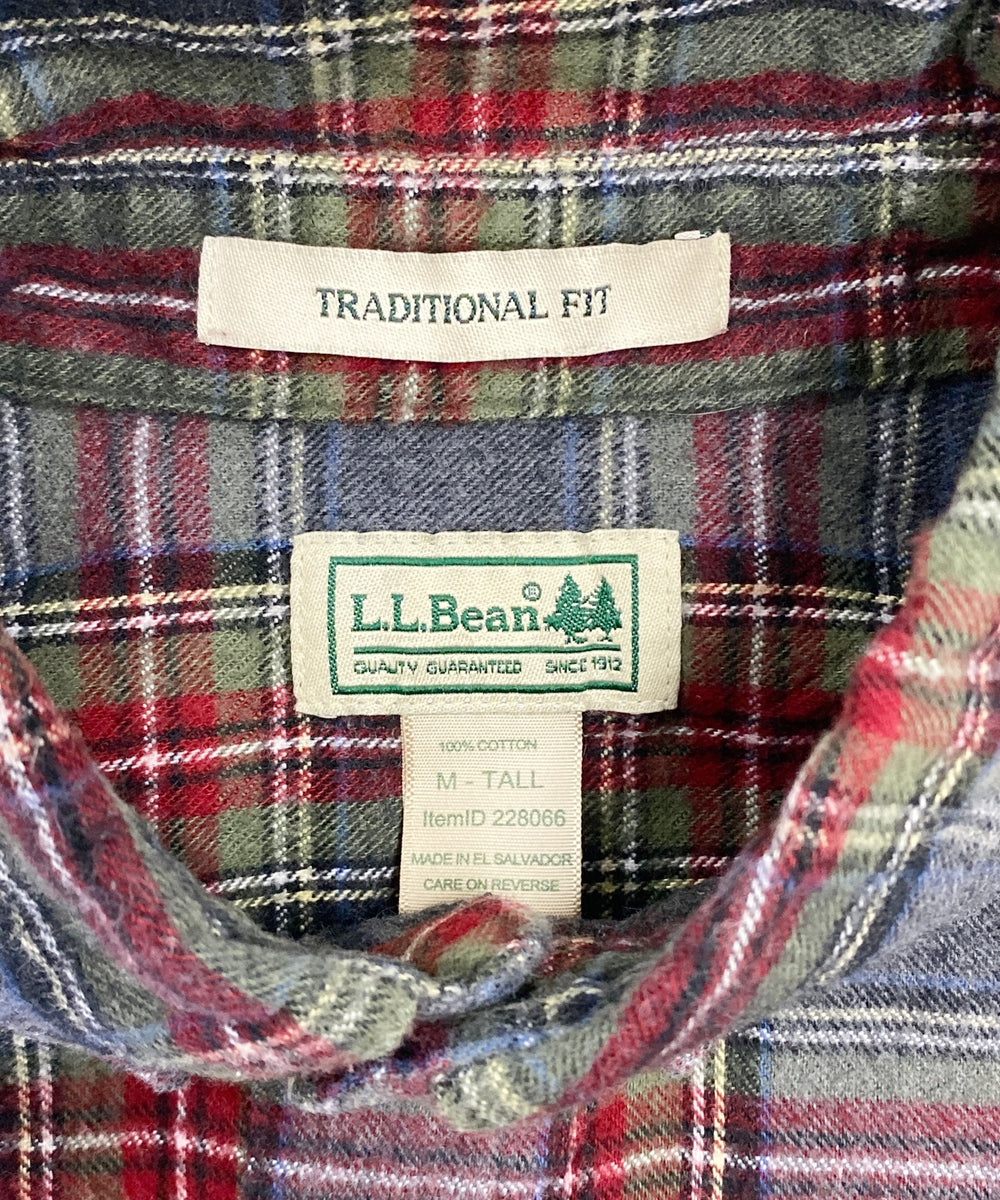 TRADITIONAL FIT
L.L.Bean®
QUALITY GUARANTEED SINCE 1912
100% COTTON
M - TALL
ItemID 228066
MADE IN EL SALVADOR
CARE ON REVERSE